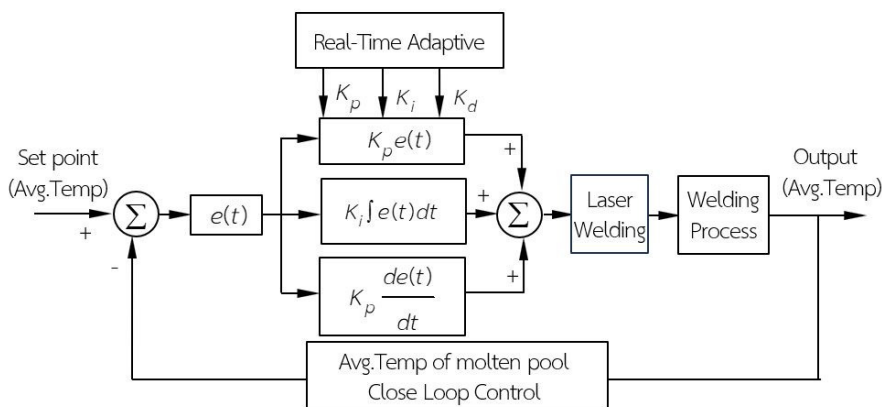 Real-Time Adaptive
K_p K_i K_d
K_p e(t)
Set point
(Avg.Temp)
+
-
Σ
e(t)
K_i ∫ e(t)dt
K_p de(t)/dt
+
+
+
Σ
Laser
Welding
Welding
Process
Output
(Avg.Temp)
Avg.Temp of molten pool
Close Loop Control